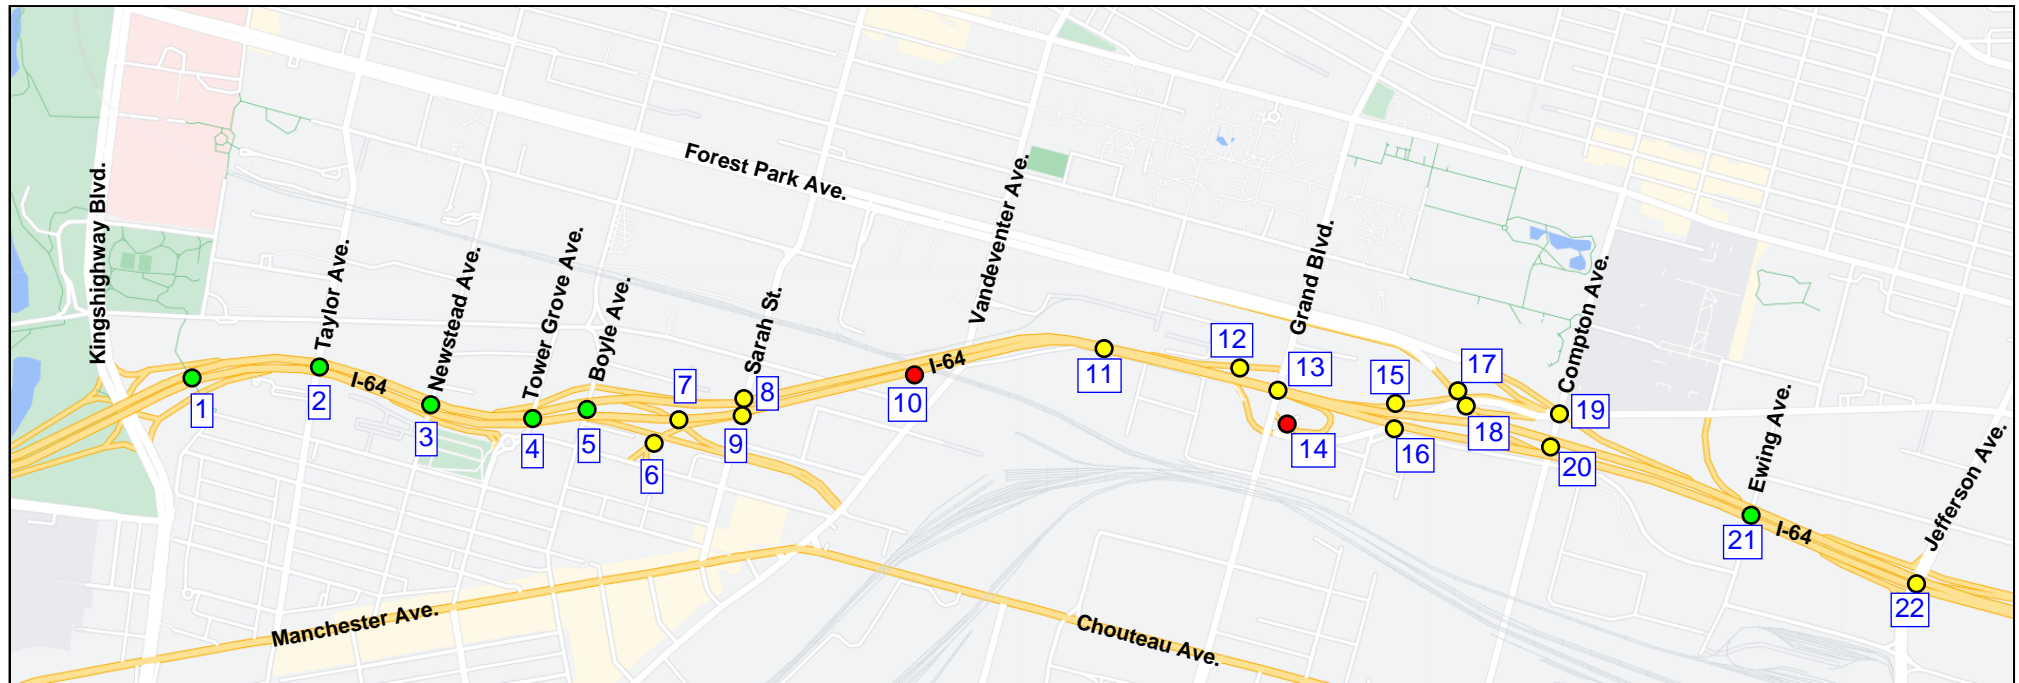 Forest Park Ave.
Kingshighway Blvd.
Taylor Ave.
Newstead Ave.
Tower Grove Ave.
Boyle Ave.
Sarah St.
Vandeventer Ave.
Grand Blvd.
Compton Ave.
Ewing Ave.
Jefferson Ave.
I-64
I-64
I-64
1
2
3
4
5
6
7
8
9
10
11
12
13
14
15
16
17
18
19
20
21
22
Manchester Ave.
Chouteau Ave.